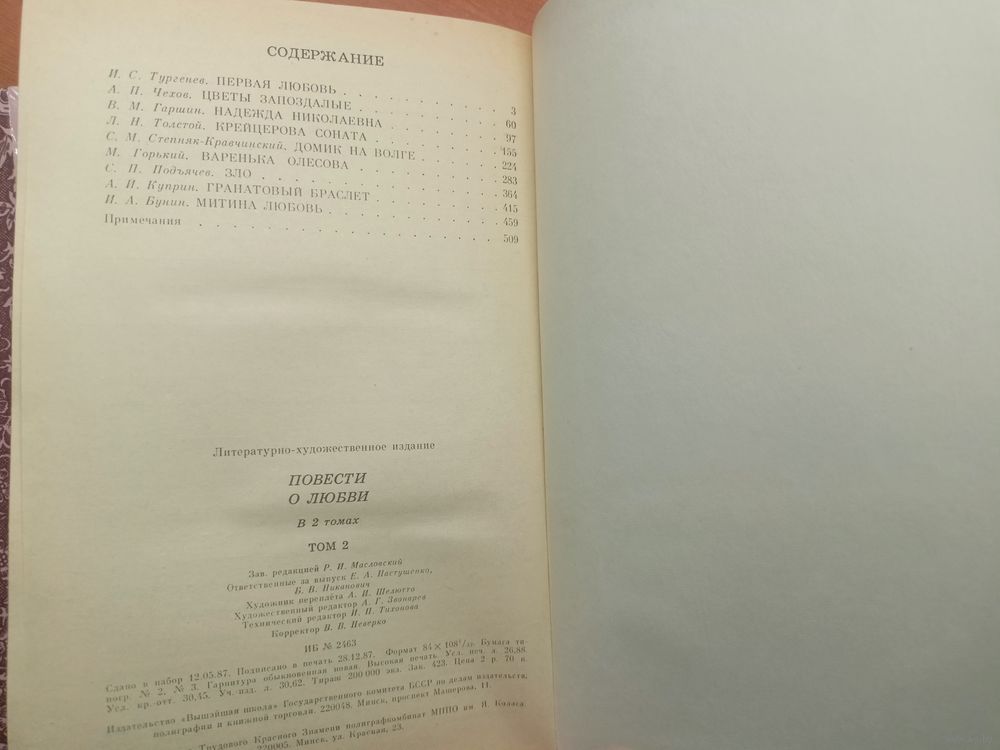 СОДЕРЖАНИЕ
И. С. Тургенев. ПЕРВАЯ ЛЮБОВЬ . . . . . . . . 3
А. П. Чехов. ЦВЕТЫ ЗАПОЗДАЛЫЕ . . . . . . . . 60
В. М. Гаршин. НАДЕЖДА НИКОЛАЕВНА . . . . . . 97
Л. Н. Толстой. КРЕЙЦЕРОВА СОНАТА . . . . . . 155
С. М. Степняк-Кравчинский. ДОМИК НА ВОЛГЕ . . . . 224
М. Горький. ВАРЕНЬКА ОЛЕСОВА . . . . . . . . 283
С. П. Подъячев. ЗЛО . . . . . . . . . . . . 364
А. И. Куприн. ГРАНАТОВЫЙ БРАСЛЕТ . . . . . . 415
И. А. Бунин. МИТИНА ЛЮБОВЬ . . . . . . . . . 459
Примечания . . . . . . . . . . . . . . . . 509
Литературно-художественное издание
ПОВЕСТИ
О ЛЮБВИ
В 2 томах
ТОМ 2
Зав. редакцией Р. И. Масловский
Ответственные за выпуск Е. А. Пастушенко,
Б. В. Никанович
Художник переплёта А. И. Шелютто
Художественный редактор А. Г. Звонарев
Технический редактор И. П. Тихонова
Корректор В. В. Неверко
ИБ № 2463
Сдано в набор 12.05.87. Подписано в печать 28.12.87. Формат 84×108¹/₃₂. Бумага ти-
погр. № 2, № 3. Гарнитура обыкновенная новая. Высокая печать. Усл. печ. л. 26,88.
Усл. кр.-отт. 30,45. Уч.-изд. л. 30,62. Тираж 200 000 экз. Зак. 423. Цена 2 р. 70 к.
Издательство «Вышэйшая школа» Государственного комитета БССР по делам издательств,
полиграфии и книжной торговли. 220048. Минск, проспект Машерова, 11.
Трудового Красного Знамени полиграфкомбинат МППО им. Я. Коласа.
220005. Минск, ул. Красная, 23.